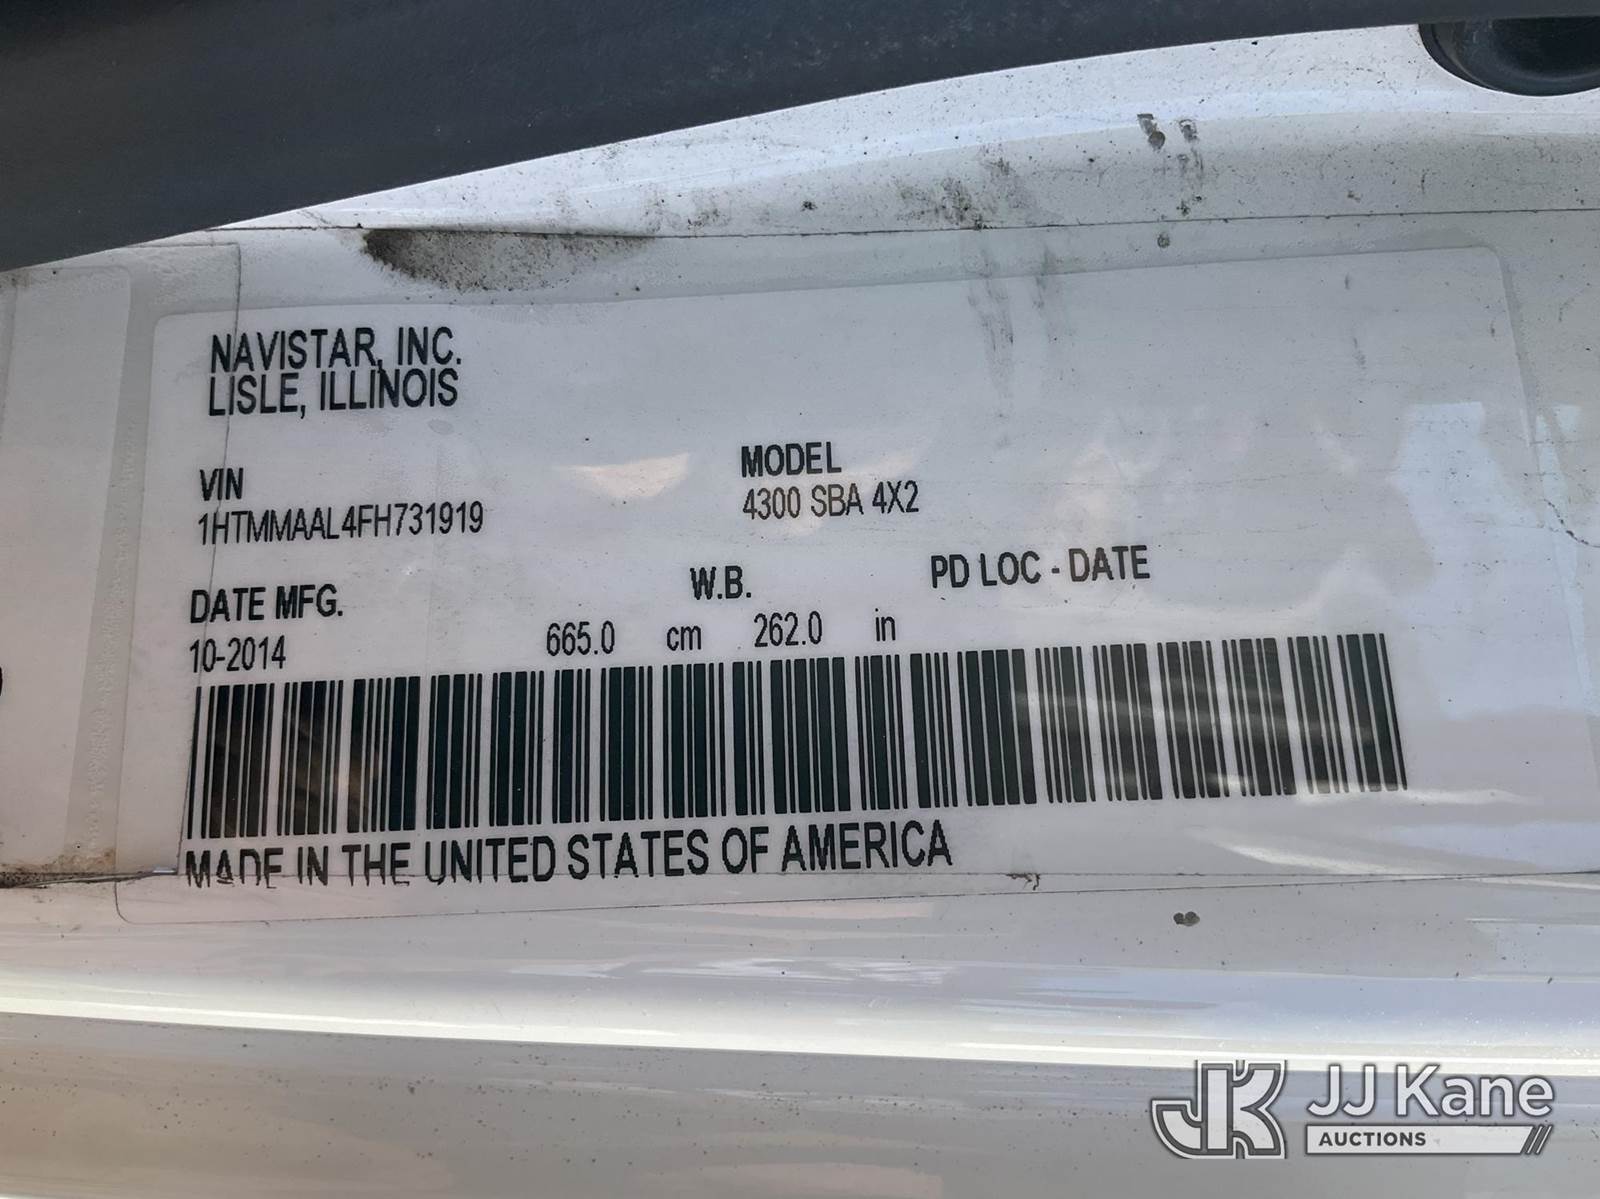 NAVISTAR, INC.
LISLE, ILLINOIS
VIN
1HTMMAAL4FH731919
MODEL
4300 SBA 4X2
DATE MFG.
10-2014
W.B.
665.0 cm 262.0 in
PD LOC - DATE
MADE IN THE UNITED STATES OF AMERICA
JK JJ Kane
AUCTIONS